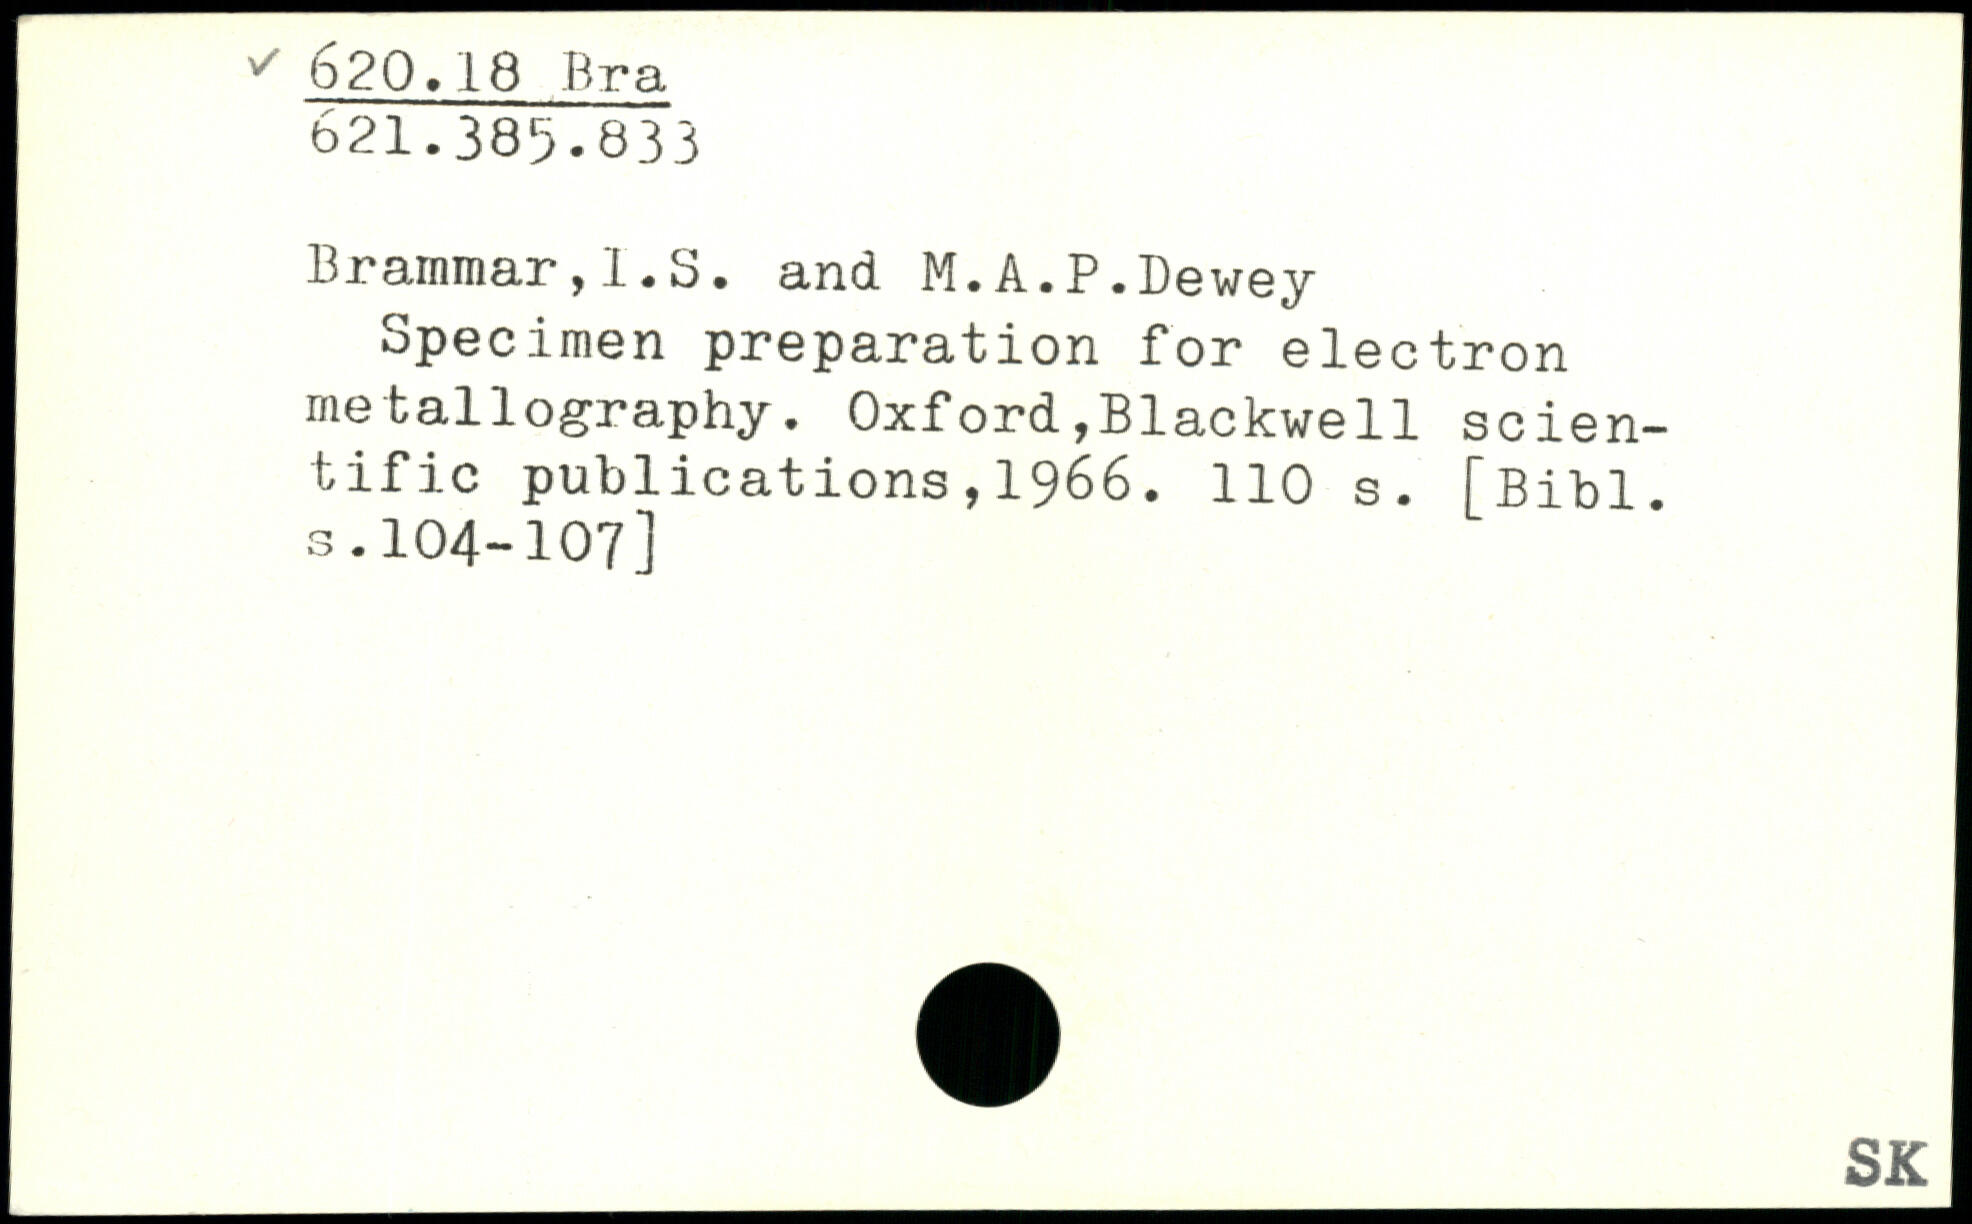 ✓ 620.18 Bra
621.385.833
Brammar,I.S. and M.A.P.Dewey
Specimen preparation for electron
metallography. Oxford,Blackwell scien-
tific publications,1966. 110 s. [Bibl.
s.104-107]
SK